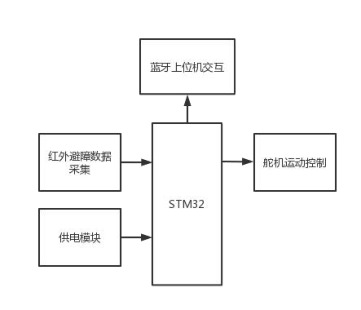 蓝牙上位机交互
红外避障数据
采集
舵机运动控制
STM32
供电模块